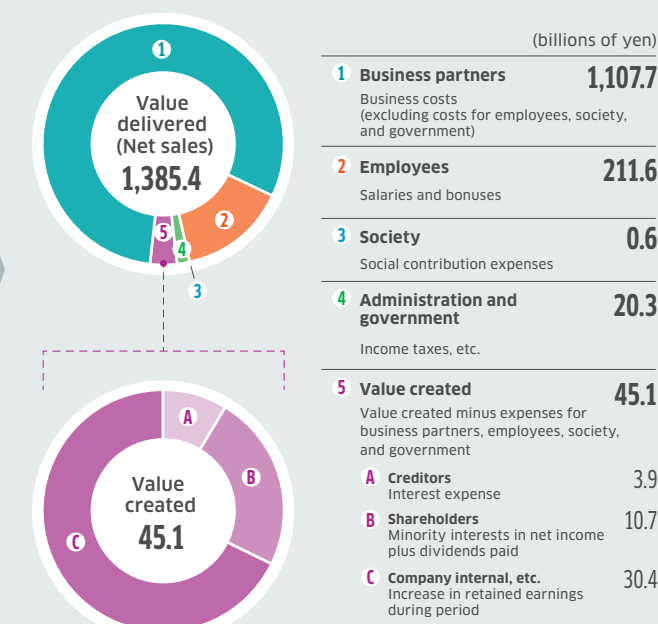 (billions of yen)
1
Value
delivered
(Net sales)
1,385.4
2
5
4
3
1 Business partners 1,107.7
Business costs
(excluding costs for employees, society,
and government)
2 Employees 211.6
Salaries and bonuses
3 Society 0.6
Social contribution expenses
4 Administration and
government 20.3
Income taxes, etc.
5 Value created 45.1
Value created minus expenses for
business partners, employees, society,
and government
A Creditors 3.9
Interest expense
B Shareholders 10.7
Minority interests in net income
plus dividends paid
C Company internal, etc. 30.4
Increase in retained earnings
during period
A
B
Value
created
45.1
C